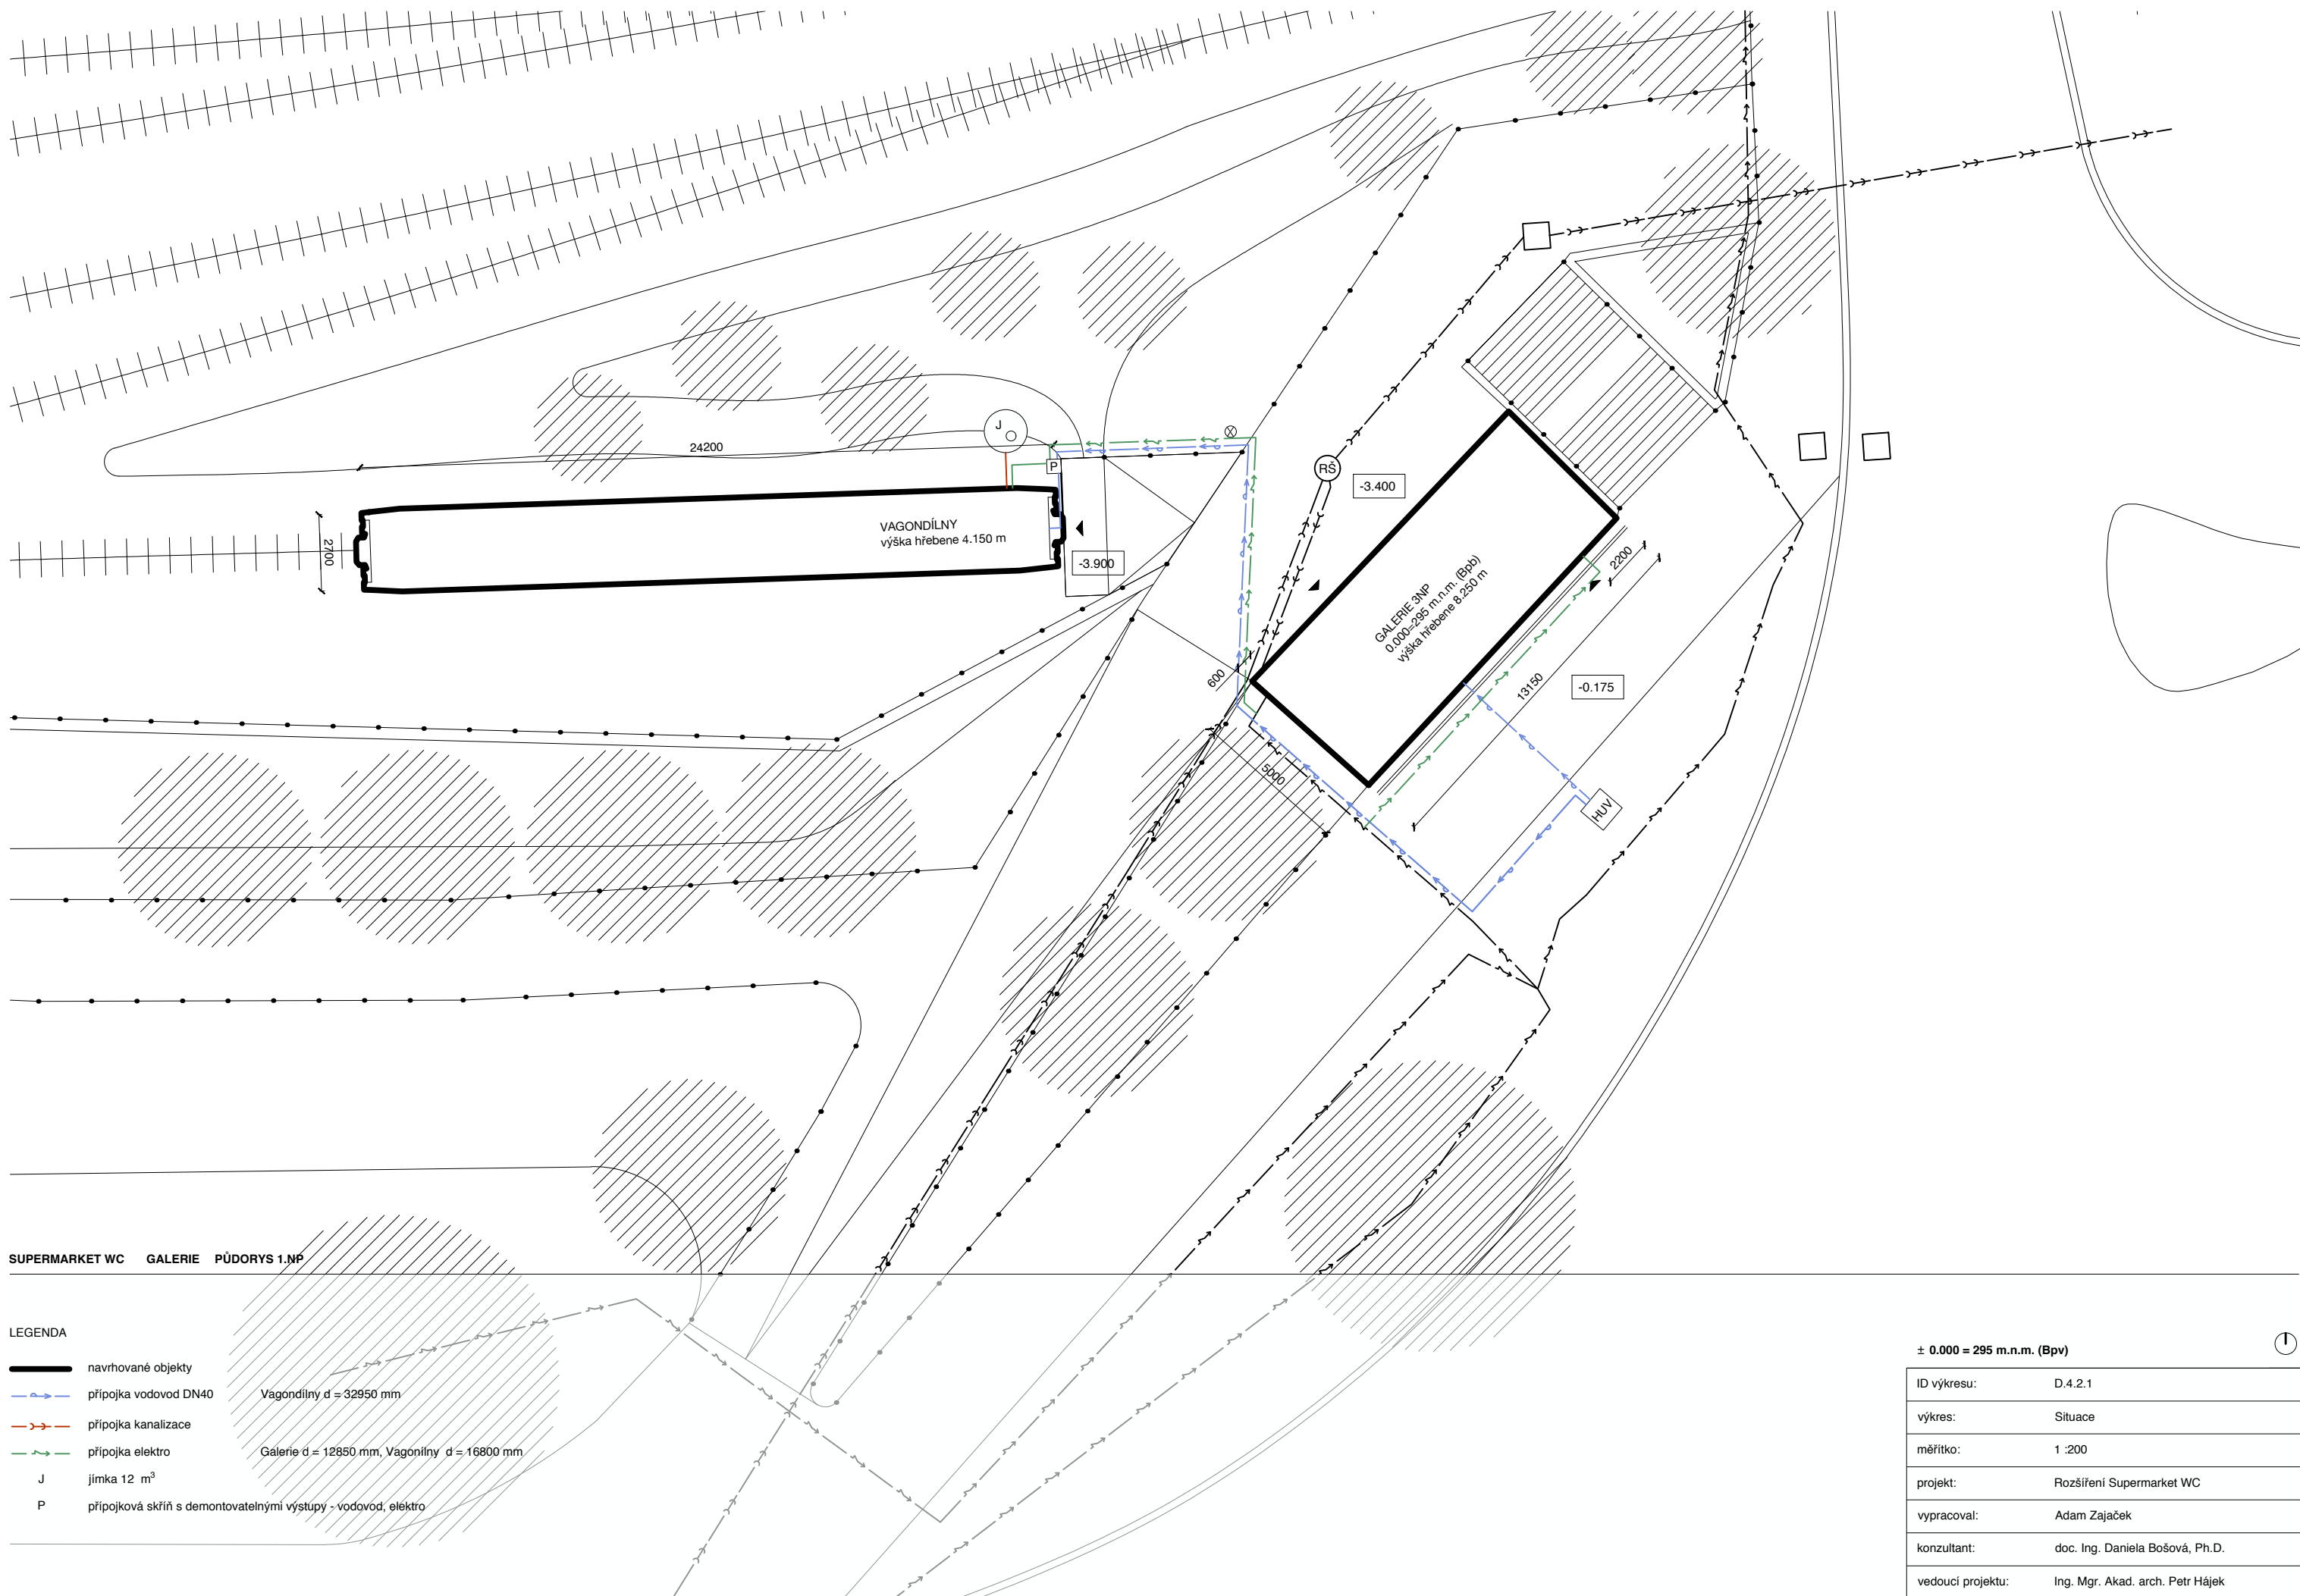 J
24200
P
RŠ
-3.400
VAGONDÍLNY
výška hřebene 4.150 m
2700
-3.900
2200
GALERIE 3NP
0.000=295 m.n.m. (Bpb)
výška hřebene 8.250 m
600
13150
-0.175
5000
HUV
SUPERMARKET WC GALERIE PŮDORYS 1.NP
LEGENDA
navrhované objekty
přípojka vodovod DN40 Vagondílny d = 32950 mm
přípojka kanalizace
přípojka elektro Galerie d = 12850 mm, Vagonílny d = 16800 mm
J jímka 12 m³
P přípojková skříň s demontovatelnými výstupy - vodovod, elektro
± 0.000 = 295 m.n.m. (Bpv)
ID výkresu: D.4.2.1
výkres: Situace
měřítko: 1 :200
projekt: Rozšíření Supermarket WC
vypracoval: Adam Zajaček
konzultant: doc. Ing. Daniela Bošová, Ph.D.
vedoucí projektu: Ing. Mgr. Akad. arch. Petr Hájek